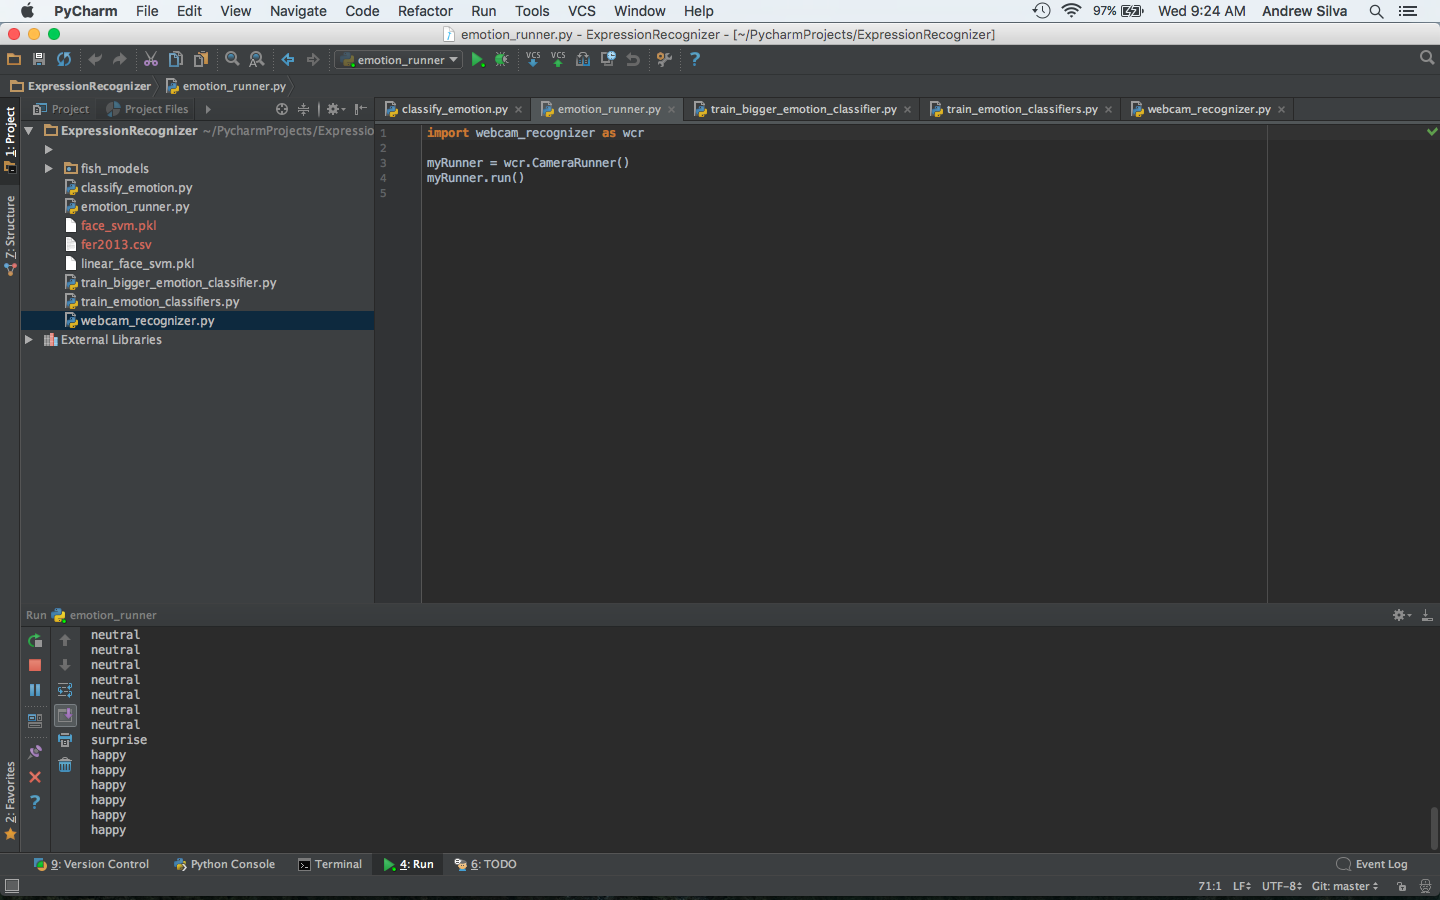 PyCharm File Edit View Navigate Code Refactor Run Tools VCS Window Help 97% Wed 9:24 AM Andrew Silva
emotion_runner.py - ExpressionRecognizer - [~/PycharmProjects/ExpressionRecognizer]
emotion_runner VCS VCS ?
ExpressionRecognizer emotion_runner.py
1: Project
Z: Structure
2: Favorites
Project Project Files
ExpressionRecognizer ~/PycharmProjects/Expressio
fish_models
classify_emotion.py
emotion_runner.py
face_svm.pkl
fer2013.csv
linear_face_svm.pkl
train_bigger_emotion_classifier.py
train_emotion_classifiers.py
webcam_recognizer.py
External Libraries
classify_emotion.py emotion_runner.py train_bigger_emotion_classifier.py train_emotion_classifiers.py webcam_recognizer.py
1 import webcam_recognizer as wcr
2
3 myRunner = wcr.CameraRunner()
4 myRunner.run()
5
Run emotion_runner
neutral
neutral
neutral
neutral
neutral
neutral
neutral
surprise
happy
happy
happy
happy
happy
happy
?
9: Version Control Python Console Terminal 4: Run 6: TODO Event Log
71:1 LF UTF-8 Git: master